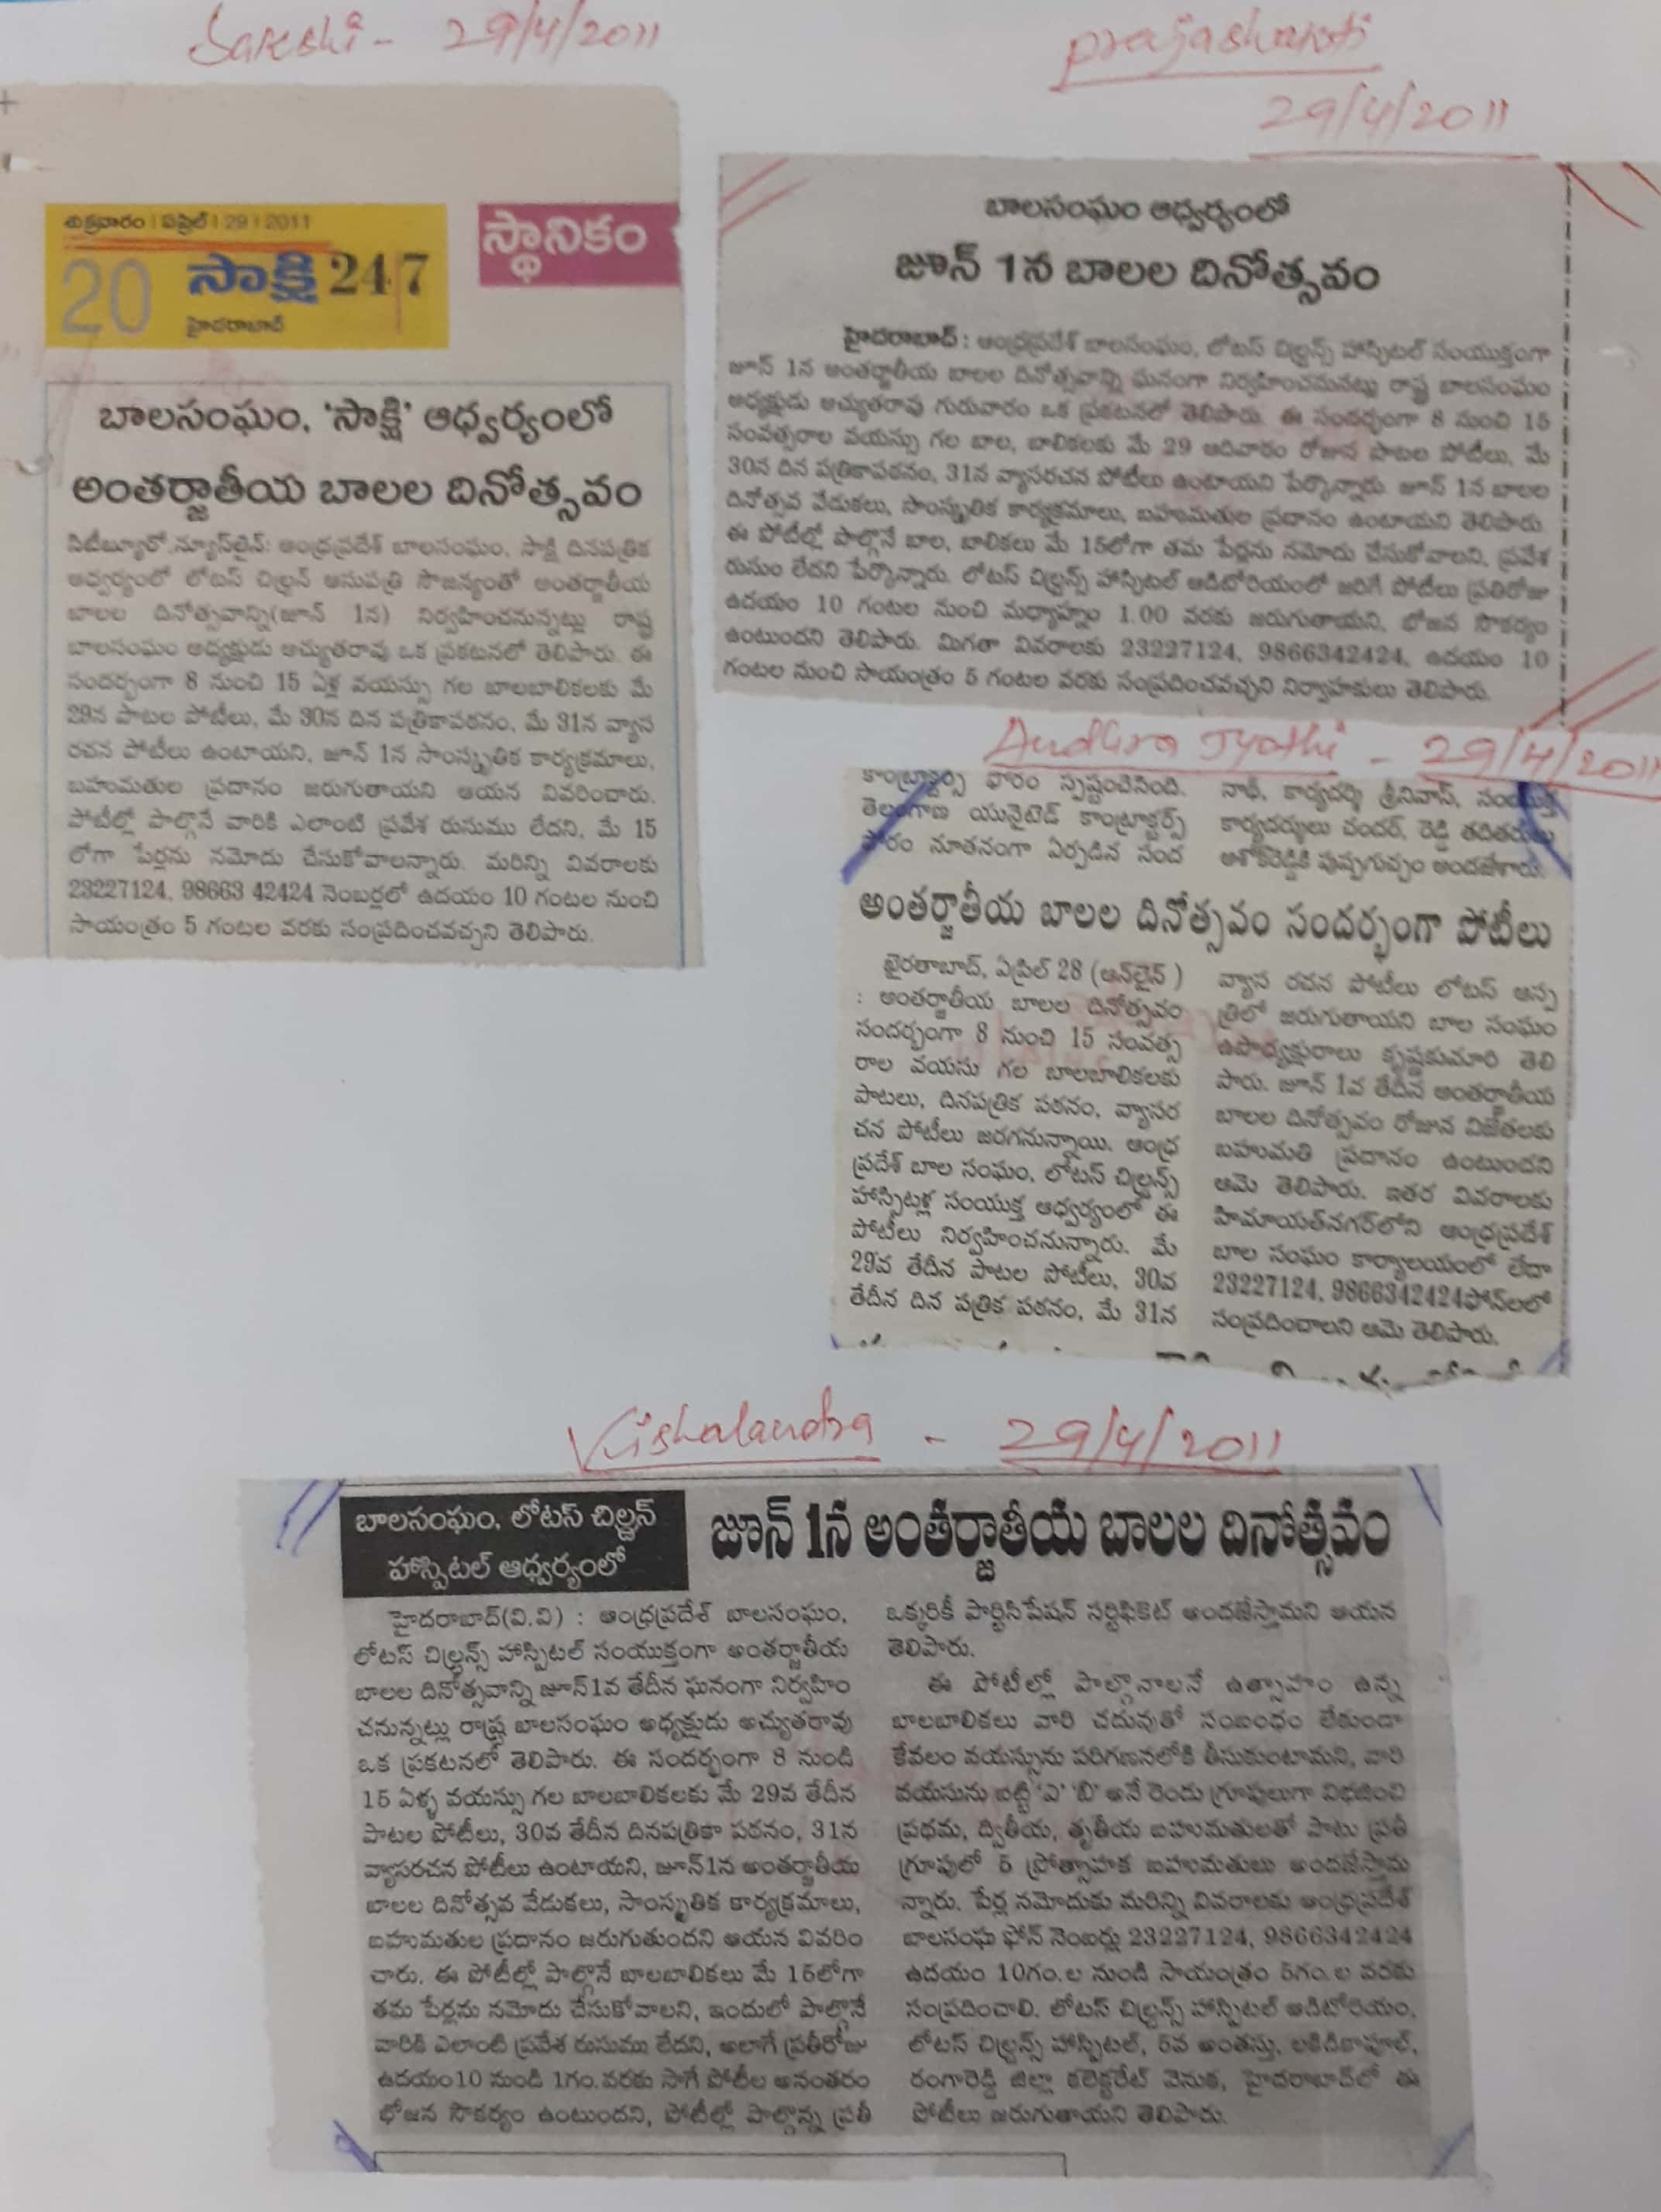 Sakshi - 29/4/2011
శుక్రవారం | ఏప్రిల్ | 29 | 2011
20 సాక్షి 24/7
హైదరాబాద్
స్థానికం
బాలసంఘం, 'సాక్షి' ఆధ్వర్యంలో
అంతర్జాతీయ బాలల దినోత్సవం
సిటీబ్యూరో,న్యూస్‌లైన్: ఆంధ్రప్రదేశ్ బాలసంఘం, సాక్షి దినపత్రిక
ఆధ్వర్యంలో లోటస్ చిల్డ్రన్ ఆసుపత్రి సౌజన్యంతో అంతర్జాతీయ
బాలల దినోత్సవాన్ని(జూన్ 1న) నిర్వహించనున్నట్లు రాష్ట్ర
బాలసంఘం అధ్యక్షుడు అచ్యుతరావు ఒక ప్రకటనలో తెలిపారు. ఈ
సందర్భంగా 8 నుంచి 15 ఏళ్ల వయస్సు గల బాలబాలికలకు మే
29న పాటల పోటీలు, మే 30న దిన పత్రికాపఠనం, మే 31న వ్యాస
రచన పోటీలు ఉంటాయని, జూన్ 1న సాంస్కృతిక కార్యక్రమాలు,
బహుమతుల ప్రదానం జరుగుతాయని ఆయన వివరించారు.
పోటీల్లో పాల్గొనే వారికి ఎలాంటి ప్రవేశ రుసుము లేదని, మే 15
లోగా పేర్లను నమోదు చేసుకోవాలన్నారు. మరిన్ని వివరాలకు
23227124, 98663 42424 నెంబర్లలో ఉదయం 10 గంటల నుంచి
సాయంత్రం 5 గంటల వరకు సంప్రదించవచ్చని తెలిపారు.
prajashakti
29/4/2011
బాలసంఘం ఆధ్వర్యంలో
జూన్ 1న బాలల దినోత్సవం
హైదరాబాద్ : ఆంధ్రప్రదేశ్ బాలసంఘం, లోటస్ చిల్డ్రన్స్ హాస్పిటల్ సంయుక్తంగా
జూన్ 1న అంతర్జాతీయ బాలల దినోత్సవాన్ని ఘనంగా నిర్వహించమనట్లు రాష్ట్ర బాలసంఘం
అధ్యక్షుడు అచ్యుతరావు గురువారం ఒక ప్రకటనలో తెలిపారు. ఈ సందర్భంగా 8 నుంచి 15
సంవత్సరాల వయస్సు గల బాల, బాలికలకు మే 29 ఆదివారం రోజున పాటల పోటీలు, మే
30న దిన పత్రికాపఠనం, 31న వ్యాసరచన పోటీలు ఉంటాయని పేర్కొన్నారు. జూన్ 1న బాలల
దినోత్సవ వేడుకలు, సాంస్కృతిక కార్యక్రమాలు, బహుమతుల ప్రదానం ఉంటాయని తెలిపారు.
ఈ పోటీల్లో పాల్గొనే బాల, బాలికలు మే 15లోగా తమ పేర్లను నమోదు చేసుకోవాలని, ప్రవేశ
రుసుం లేదని పేర్కొన్నారు. లోటస్ చిల్డ్రన్స్ హాస్పిటల్ ఆడిటోరియంలో జరిగే పోటీలు ప్రతిరోజు
ఉదయం 10 గంటల నుంచి మధ్యాహ్నం 1.00 వరకు జరుగుతాయని, భోజన సౌకర్యం
ఉంటుందని తెలిపారు. మిగతా వివరాలకు 23227124, 9866342424, ఉదయం 10
గంటల నుంచి సాయంత్రం 5 గంటల వరకు సంప్రదించవచ్చని నిర్వాహకులు తెలిపారు.
Andhra Jyothi - 29/4/2011
కాంట్రాక్టర్స్ ఫోరం స్పష్టంచేసింది.
తెలంగాణ యునైటెడ్ కాంట్రాక్టర్స్
ఫోరం నూతనంగా ఏర్పడిన సంద
నాథ్, కార్యదర్శి శ్రీనివాస్, సంయుక్త
కార్యదర్శులు చందర్, రెడ్డి తదితరులు
అశోక్‌రెడ్డికి పుష్పగుచ్ఛం అందజేశారు.
అంతర్జాతీయ బాలల దినోత్సవం సందర్భంగా పోటీలు
ఖైరతాబాద్, ఏప్రిల్ 28 (ఆన్‌లైన్ )
: అంతర్జాతీయ బాలల దినోత్సవం
సందర్భంగా 8 నుంచి 15 సంవత్స
రాల వయసు గల బాలబాలికలకు
పాటలు, దినపత్రిక పఠనం, వ్యాసర
చన పోటీలు జరగనున్నాయి. ఆంధ్ర
ప్రదేశ్ బాల సంఘం, లోటస్ చిల్డ్రన్స్
హాస్పిటళ్ల సంయుక్త ఆధ్వర్యంలో ఈ
పోటీలు నిర్వహించనున్నారు. మే
29వ తేదీన పాటల పోటీలు, 30వ
తేదీన దిన పత్రిక పఠనం, మే 31న
వ్యాస రచన పోటీలు లోటస్ ఆస్ప
త్రిలో జరుగుతాయని బాల సంఘం
ఉపాధ్యక్షురాలు కృష్ణకుమారి తెలి
పారు. జూన్ 1వ తేదీన అంతర్జాతీయ
బాలల దినోత్సవం రోజున విజేతలకు
బహుమతి ప్రదానం ఉంటుందని
ఆమె తెలిపారు. ఇతర వివరాలకు
హిమాయత్‌నగర్‌లోని ఆంధ్రప్రదేశ్
బాల సంఘం కార్యాలయంలో లేదా
23227124, 9866342424ఫోన్‌లలో
సంప్రదించాలని ఆమె తెలిపారు.
Vishalandra - 29/4/2011
బాలసంఘం, లోటస్ చిల్డ్రన్
హాస్పిటల్ ఆధ్వర్యంలో
జూన్ 1న అంతర్జాతీయ బాలల దినోత్సవం
హైదరాబాద్(వి.వి) : ఆంధ్రప్రదేశ్ బాలసంఘం,
లోటస్ చిల్డ్రన్స్ హాస్పిటల్ సంయుక్తంగా అంతర్జాతీయ
బాలల దినోత్సవాన్ని జూన్1వ తేదీన ఘనంగా నిర్వహిం
చనున్నట్లు రాష్ట్ర బాలసంఘం అధ్యక్షుడు అచ్యుతరావు
ఒక ప్రకటనలో తెలిపారు. ఈ సందర్భంగా 8 నుండి
15 ఏళ్ళ వయస్సు గల బాలబాలికలకు మే 29వ తేదీన
పాటల పోటీలు, 30వ తేదీన దినపత్రికా పఠనం, 31న
వ్యాసరచన పోటీలు ఉంటాయని, జూన్1న అంతర్జాతీయ
బాలల దినోత్సవ వేడుకలు, సాంస్కృతిక కార్యక్రమాలు,
బహుమతుల ప్రదానం జరుగుతుందని ఆయన వివరిం
చారు. ఈ పోటీల్లో పాల్గొనే బాలబాలికలు మే 15లోగా
తమ పేర్లను నమోదు చేసుకోవాలని, ఇందులో పాల్గొనే
వారికి ఎలాంటి ప్రవేశ రుసుము లేదని, అలాగే ప్రతీరోజు
ఉదయం10 నుండి 1గం.వరకు సాగే పోటీల అనంతరం
భోజన సౌకర్యం ఉంటుందని, పోటీల్లో పాల్గొన్న ప్రతీ
ఒక్కరికీ పార్టిసిపేషన్ సర్టిఫికెట్ అందజేస్తామని ఆయన
తెలిపారు.
ఈ పోటీల్లో పాల్గొనాలనే ఉత్సాహం ఉన్న
బాలబాలికలు వారి చదువుతో సంబంధం లేకుండా
కేవలం వయస్సును పరిగణనలోకి తీసుకుంటామని, వారి
వయసును బట్టి 'ఏ' 'బి' అనే రెండు గ్రూపులుగా విభజించి
ప్రథమ, ద్వితీయ, తృతీయ బహుమతులతో పాటు ప్రతీ
గ్రూపులో 5 ప్రోత్సాహక బహుమతులు అందజేస్తామ
న్నారు. పేర్ల నమోదుకు మరిన్ని వివరాలకు ఆంధ్రప్రదేశ్
బాలసంఘ ఫోన్ నెంబర్లు 23227124, 9866342424
ఉదయం 10గం.ల నుండి సాయంత్రం 5గం.ల వరకు
సంప్రదించాలి. లోటస్ చిల్డ్రన్స్ హాస్పిటల్ ఆడిటోరియం,
లోటస్ చిల్డ్రన్స్ హాస్పిటల్, 5వ అంతస్తు, లకిడికాపూల్,
రంగారెడ్డి జిల్లా కలెక్టరేట్ వెనుక, హైదరాబాద్‌లో ఈ
పోటీలు జరుగుతాయని తెలిపారు.